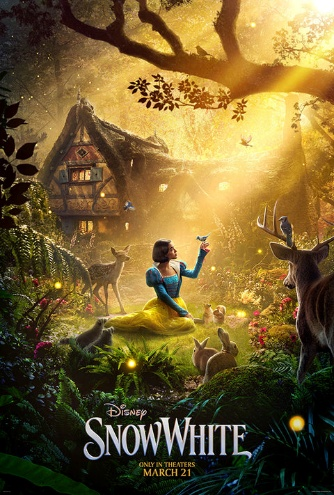 Disney
SNOW WHITE
ONLY IN THEATERS
MARCH 21